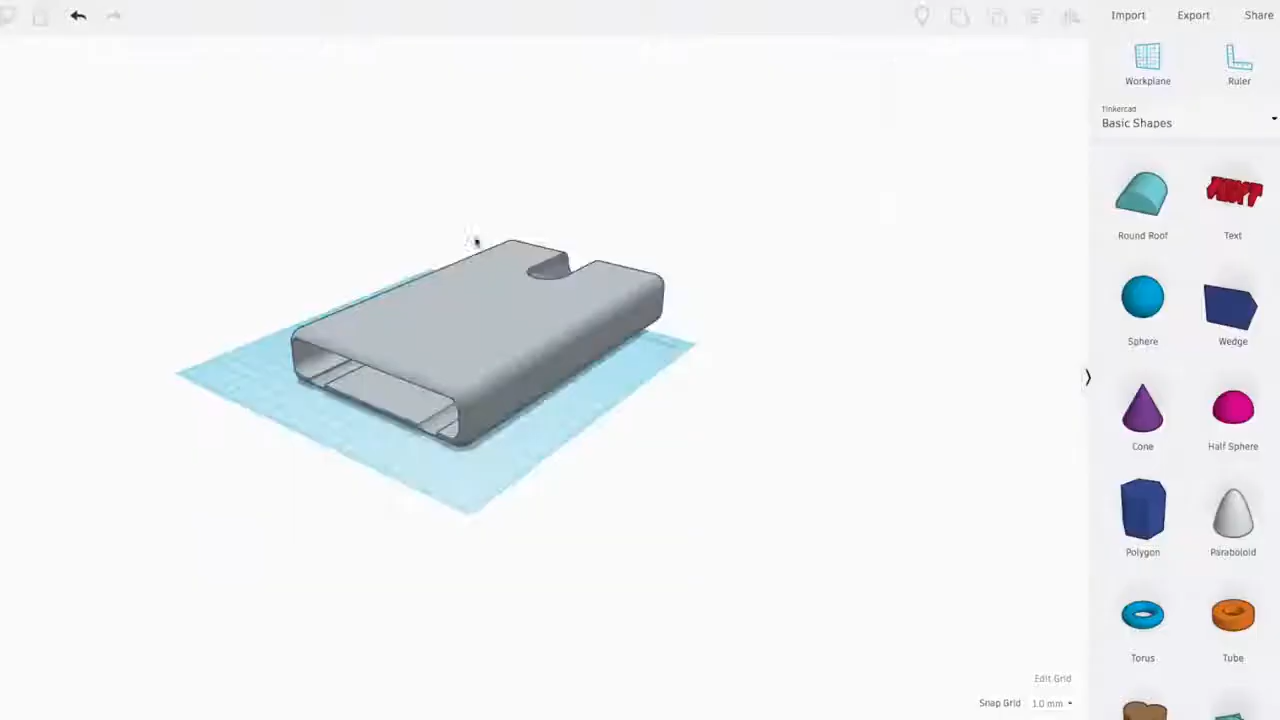 Import Export Share
Workplane Ruler
Tinkercad
Basic Shapes
Round Roof Text
Sphere Wedge
Cone Half Sphere
Polygon Paraboloid
Torus Tube
Edit Grid
Snap Grid 1.0 mm